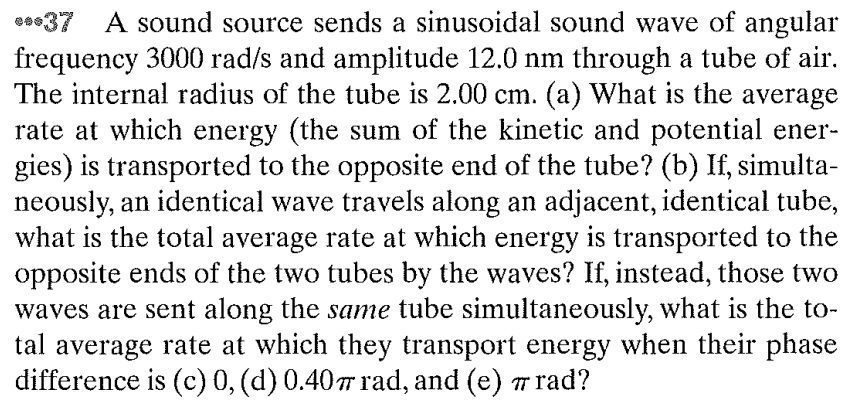 •••37 A sound source sends a sinusoidal sound wave of angular
frequency 3000 rad/s and amplitude 12.0 nm through a tube of air.
The internal radius of the tube is 2.00 cm. (a) What is the average
rate at which energy (the sum of the kinetic and potential ener-
gies) is transported to the opposite end of the tube? (b) If, simulta-
neously, an identical wave travels along an adjacent, identical tube,
what is the total average rate at which energy is transported to the
opposite ends of the two tubes by the waves? If, instead, those two
waves are sent along the same tube simultaneously, what is the to-
tal average rate at which they transport energy when their phase
difference is (c) 0, (d) 0.40π rad, and (e) π rad?